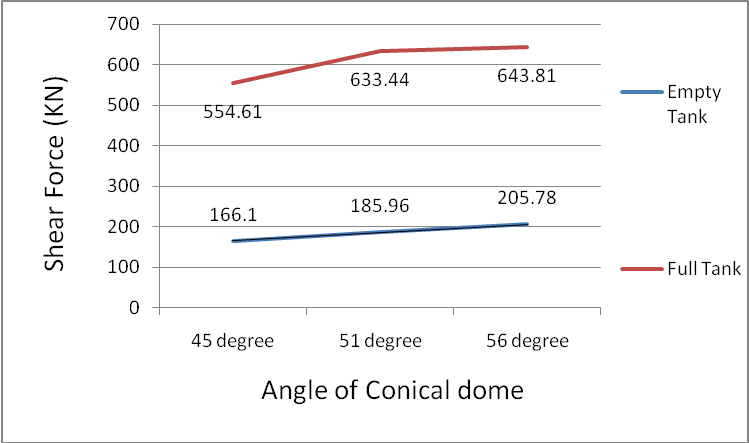 Shear Force (KN)
700
600
500
400
300
200
100
0
554.61
633.44
643.81
166.1
185.96
205.78
45 degree
51 degree
56 degree
Angle of Conical dome
Empty
Tank
Full Tank